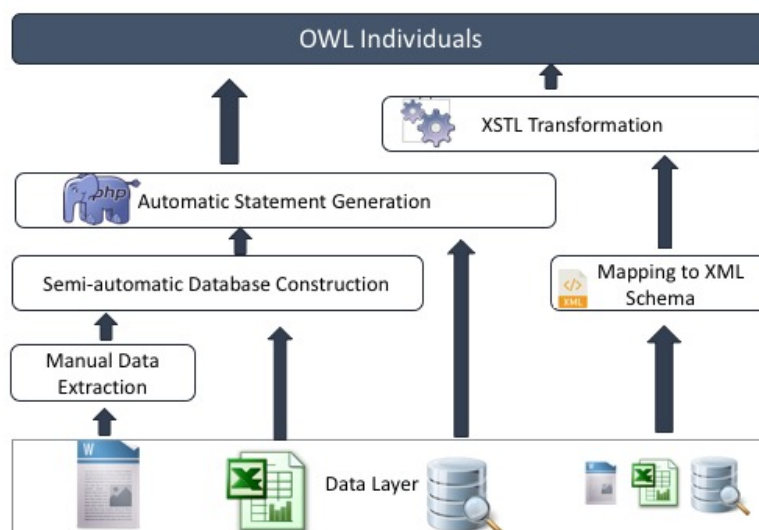 OWL Individuals
XSTL Transformation
php
Automatic Statement Generation
Semi-automatic Database Construction
Mapping to XML
Schema
XML
Manual Data
Extraction
W
X
Data Layer
W
X